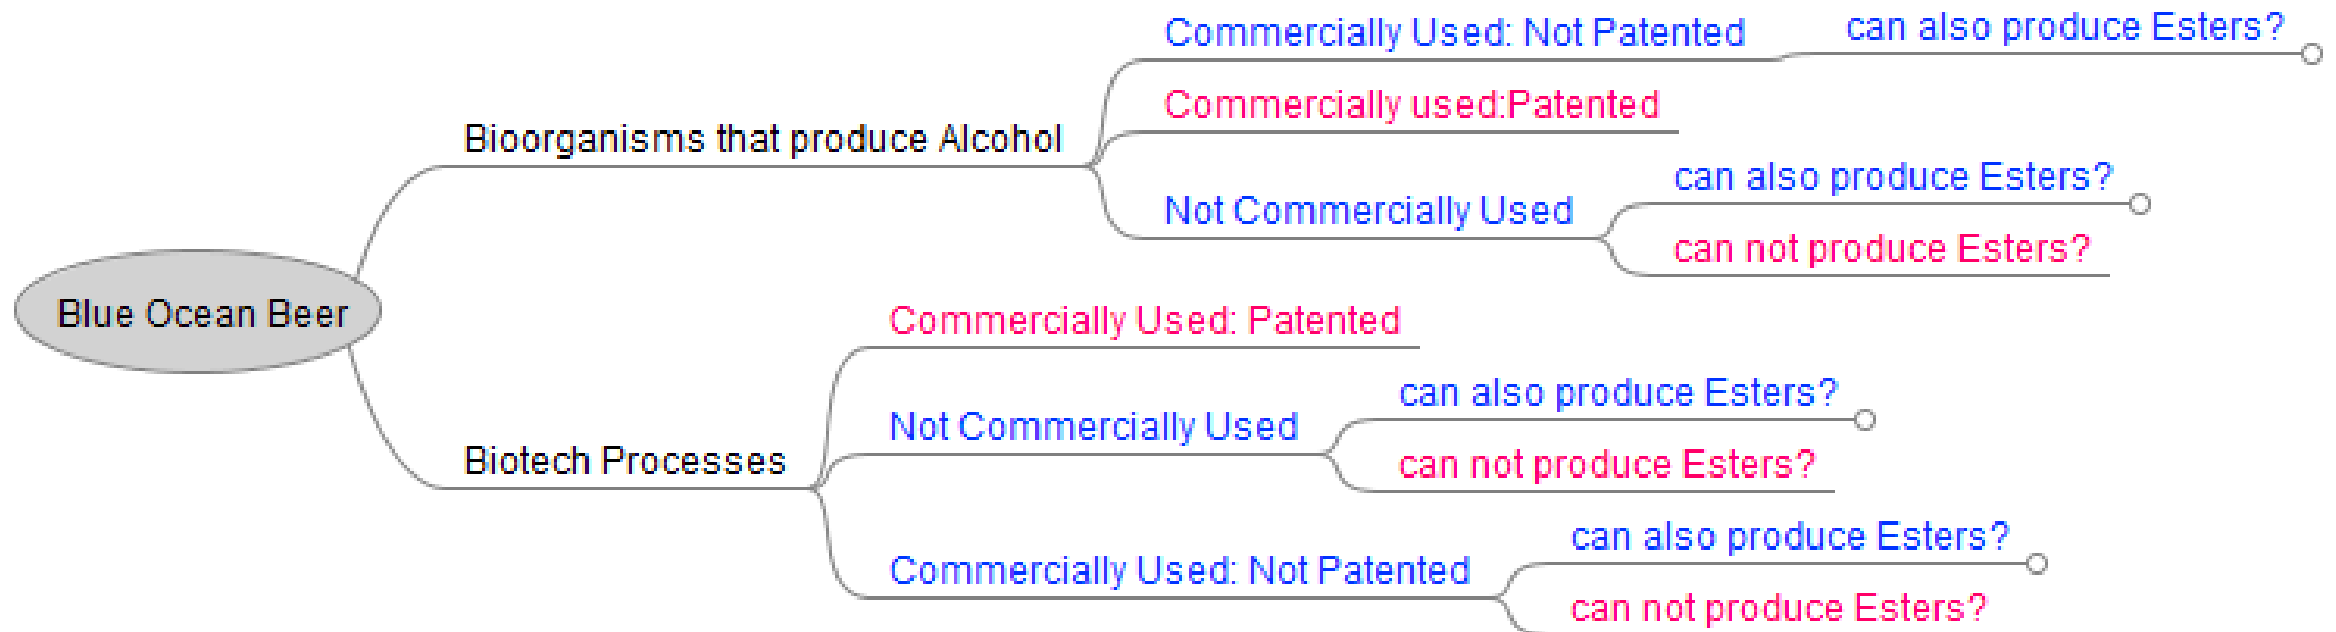 Commercially Used: Not Patented
can also produce Esters?
Commercially used:Patented
Bioorganisms that produce Alcohol
can also produce Esters?
Not Commercially Used
can not produce Esters?
Blue Ocean Beer
Commercially Used: Patented
can also produce Esters?
Not Commercially Used
can not produce Esters?
Biotech Processes
can also produce Esters?
Commercially Used: Not Patented
can not produce Esters?